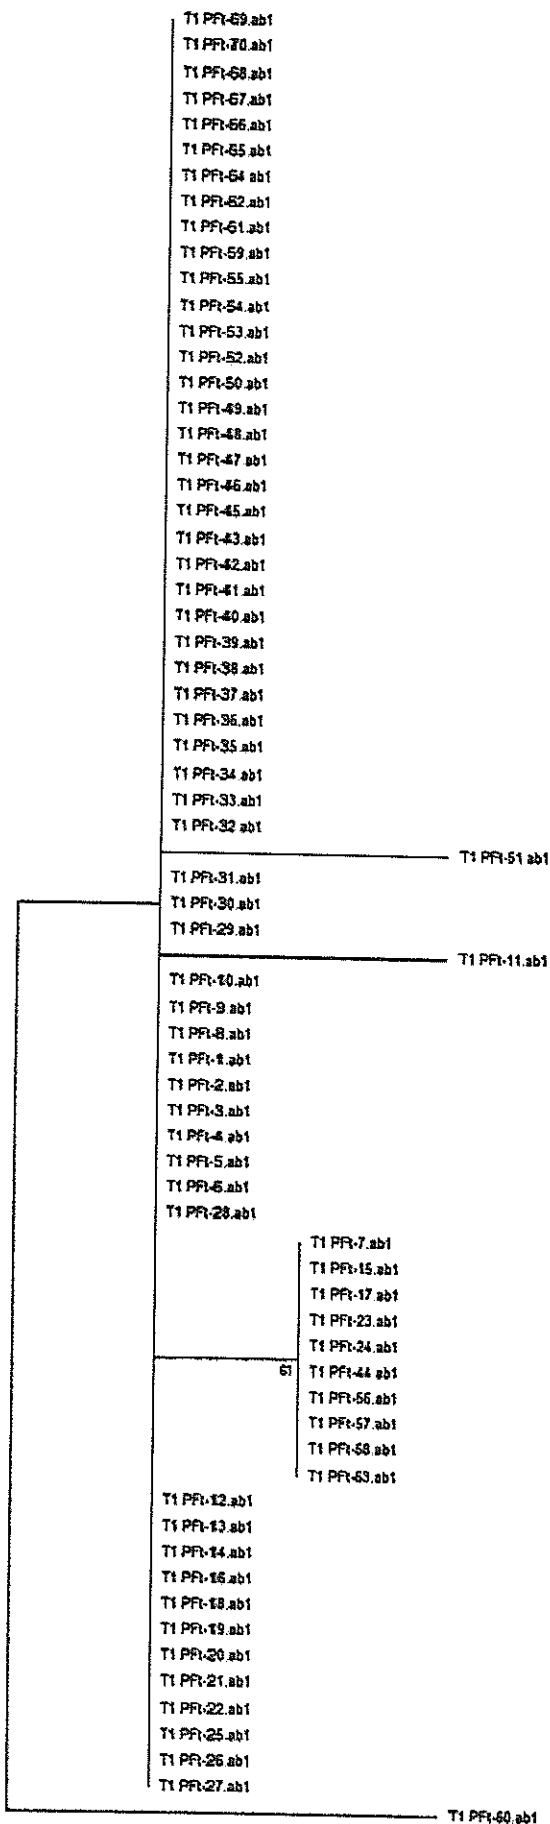 T1 PFt-69.ab1
T1 PFt-70.ab1
T1 PFt-68.ab1
T1 PFt-67.ab1
T1 PFt-66.ab1
T1 PFt-65.ab1
T1 PFt-64 ab1
T1 PFt-62.ab1
T1 PFt-61.ab1
T1 PFt-59.ab1
T1 PFt-55.ab1
T1 PFt-54.ab1
T1 PFt-53.ab1
T1 PFt-52.ab1
T1 PFt-50.ab1
T1 PFt-49.ab1
T1 PFt-48.ab1
T1 PFt-47.ab1
T1 PFt-46.ab1
T1 PFt-45.ab1
T1 PFt-43.ab1
T1 PFt-42.ab1
T1 PFt-41.ab1
T1 PFt-40.ab1
T1 PFt-39.ab1
T1 PFt-38.ab1
T1 PFt-37.ab1
T1 PFt-36.ab1
T1 PFt-35.ab1
T1 PFt-34.ab1
T1 PFt-33.ab1
T1 PFt-32 ab1
T1 PFt-51 ab1
T1 PFt-31.ab1
T1 PFt-30.ab1
T1 PFt-29.ab1
T1 PFt-11.ab1
T1 PFt-10.ab1
T1 PFt-9.ab1
T1 PFt-8.ab1
T1 PFt-1.ab1
T1 PFt-2.ab1
T1 PFt-3.ab1
T1 PFt-4.ab1
T1 PFt-5.ab1
T1 PFt-6.ab1
T1 PFt-28.ab1
T1 PFt-7.ab1
T1 PFt-15.ab1
T1 PFt-17.ab1
T1 PFt-23.ab1
T1 PFt-24.ab1
61
T1 PFt-44 ab1
T1 PFt-56.ab1
T1 PFt-57.ab1
T1 PFt-58.ab1
T1 PFt-63.ab1
T1 PFt-12.ab1
T1 PFt-13.ab1
T1 PFt-14.ab1
T1 PFt-16.ab1
T1 PFt-18.ab1
T1 PFt-19.ab1
T1 PFt-20.ab1
T1 PFt-21.ab1
T1 PFt-22.ab1
T1 PFt-25.ab1
T1 PFt-26.ab1
T1 PFt-27.ab1
T1 PFt-60.ab1